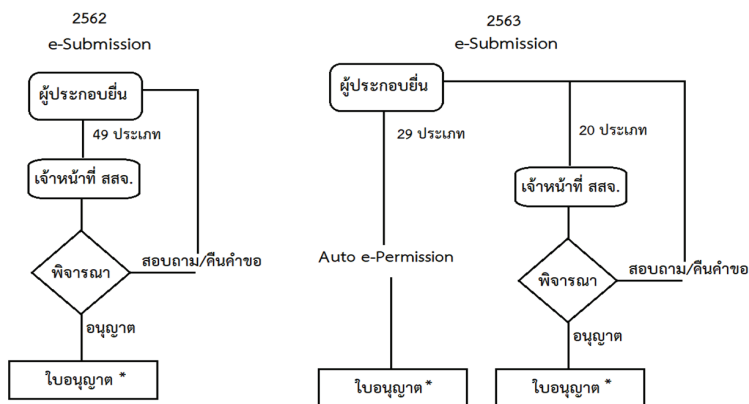 2562
e-Submission
ผู้ประกอบยื่น
49 ประเภท
เจ้าหน้าที่ สสจ.
พิจารณา
สอบถาม/คืนคำขอ
อนุญาต
ใบอนุญาต *
2563
e-Submission
ผู้ประกอบยื่น
29 ประเภท
20 ประเภท
เจ้าหน้าที่ สสจ.
Auto e-Permission
พิจารณา
สอบถาม/คืนคำขอ
อนุญาต
ใบอนุญาต *
ใบอนุญาต *